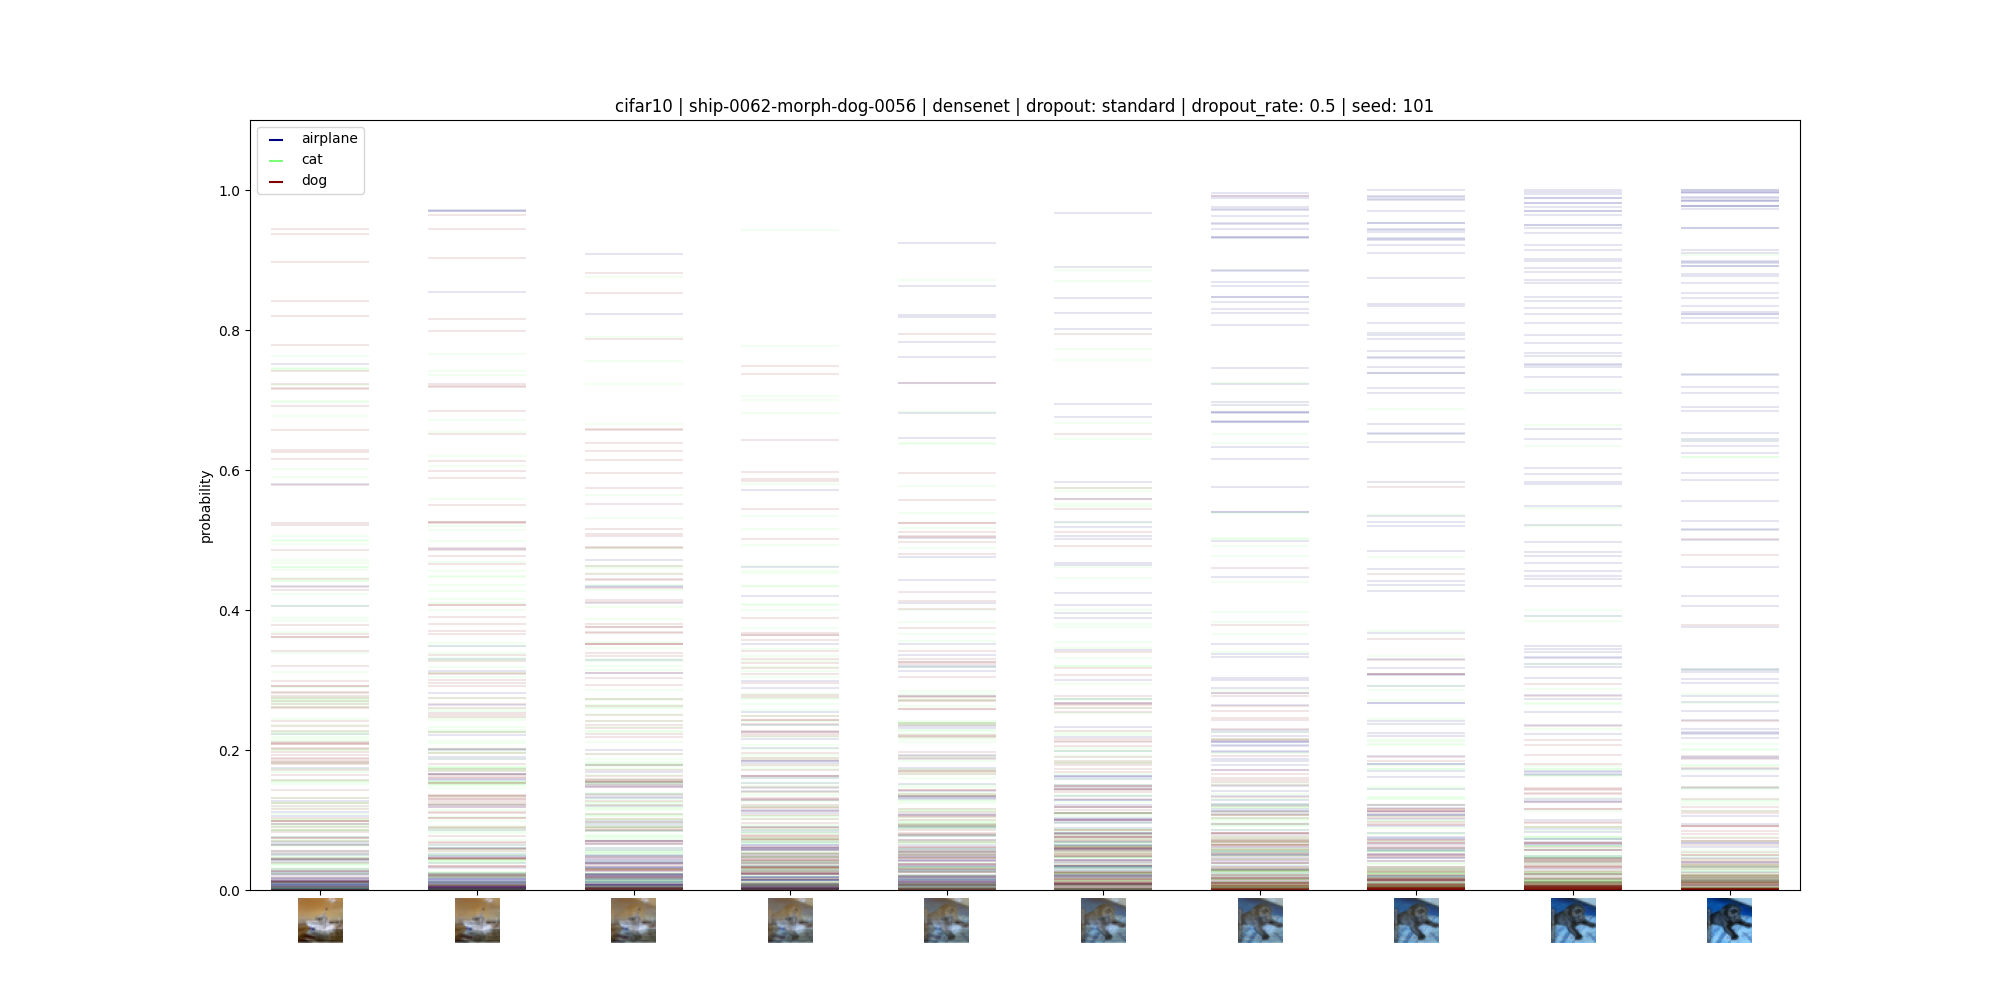 cifar10 | ship-0062-morph-dog-0056 | densenet | dropout: standard | dropout_rate: 0.5 | seed: 101
airplane
cat
dog
1.0
0.8
0.6
0.4
0.2
0.0
probability